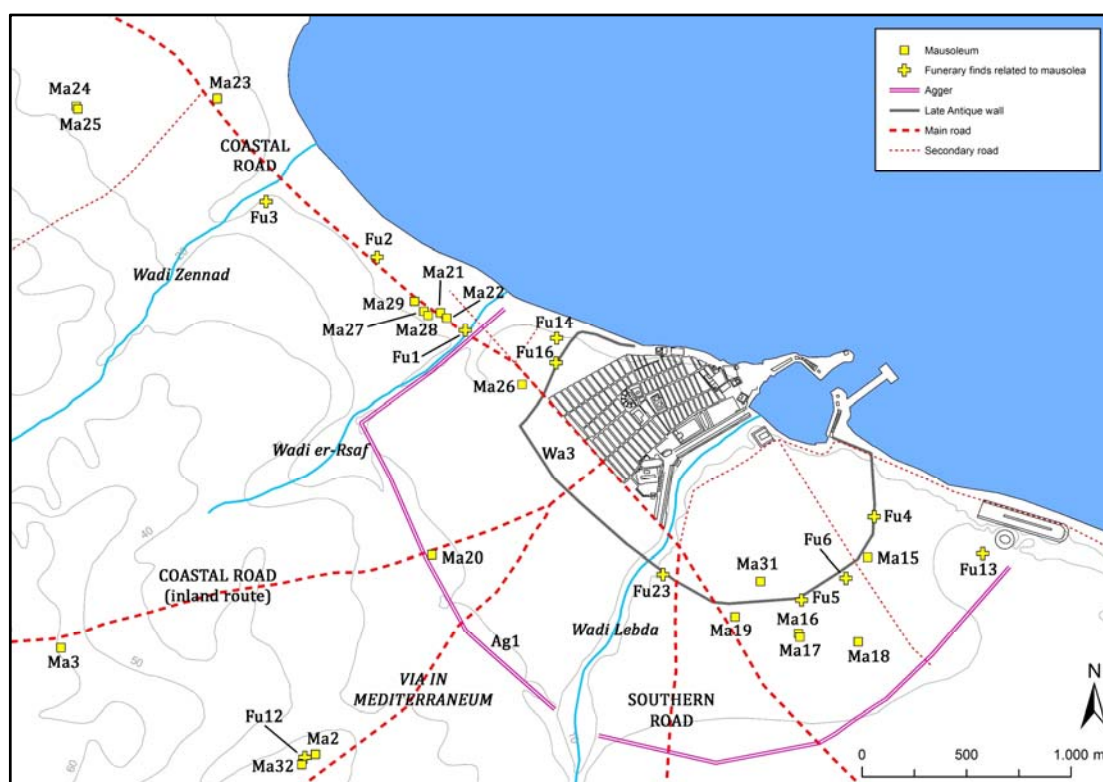 Mausoleum
Funerary finds related to mausolea
Agger
Late Antique wall
Main road
Secondary road
Ma24
Ma25
Ma23
COASTAL
ROAD
Fu3
Wadi Zennad
20
Fu2
Ma21
Ma22
Ma29
Ma27
Ma28
Fu1
Fu14
Fu16
Ma26
Wadi er-Rsaf
Wa3
40
Ma20
COASTAL ROAD
(inland route)
Fu4
Fu6
Ma15
Fu13
Ma31
Fu23
Fu5
Ma16
Ma19
Ma17
Ma18
Wadi Lebda
Ma3
50
Ag1
VIA IN
MEDITERRANEUM
SOUTHERN
ROAD
10
N
Fu12
Ma2
Ma32
60
0 500 1.000 m